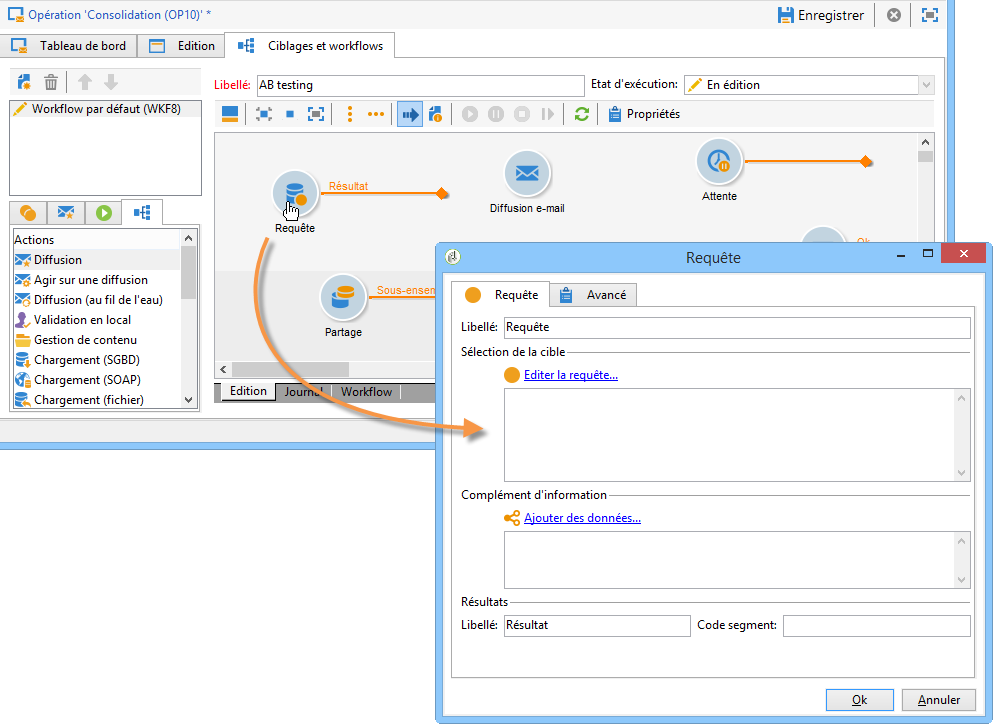 Opération 'Consolidation (OP10)' *
Enregistrer
Tableau de bord
Edition
Ciblages et workflows
Libellé:
AB testing
Etat d'exécution:
En édition
Workflow par défaut (WKF8)
Propriétés
Résultat
Requête
Diffusion e-mail
Attente
Ok
Sous-ensem
Partage
Actions
Diffusion
Agir sur une diffusion
Diffusion (au fil de l'eau)
Validation en local
Gestion de contenu
Chargement (SGBD)
Chargement (SOAP)
Chargement (fichier)
Edition
Journal
Workflow
Requête
Requête
Avancé
Libellé:
Requête
Sélection de la cible
Editer la requête...
Complément d'information
Ajouter des données...
Résultats
Libellé:
Résultat
Code segment:
Ok
Annuler